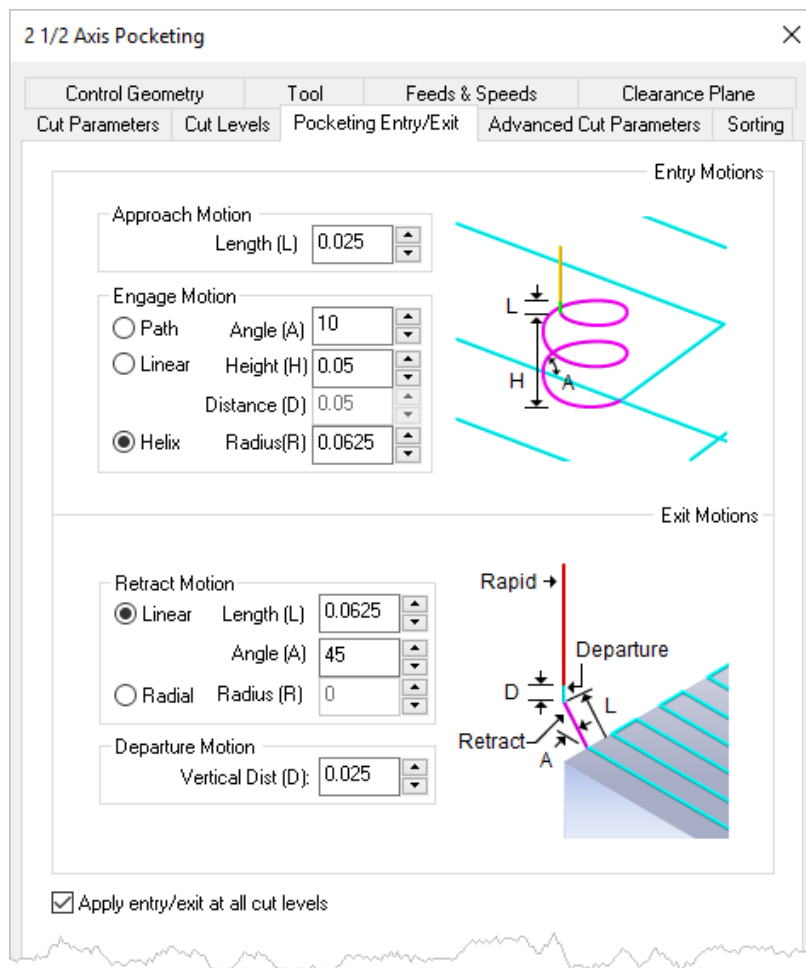 2 1/2 Axis Pocketing
Control Geometry Tool Feeds & Speeds Clearance Plane
Cut Parameters Cut Levels Pocketing Entry/Exit Advanced Cut Parameters Sorting
Entry Motions
Approach Motion
Length (L) 0.025
Engage Motion
Path Angle (A) 10
Linear Height (H) 0.05
Distance (D) 0.05
Helix Radius(R) 0.0625
L
H
A
Exit Motions
Retract Motion
Linear Length (L) 0.0625
Angle (A) 45
Radial Radius (R) 0
Departure Motion
Vertical Dist (D): 0.025
Rapid
Departure
D
L
Retract
A
Apply entry/exit at all cut levels